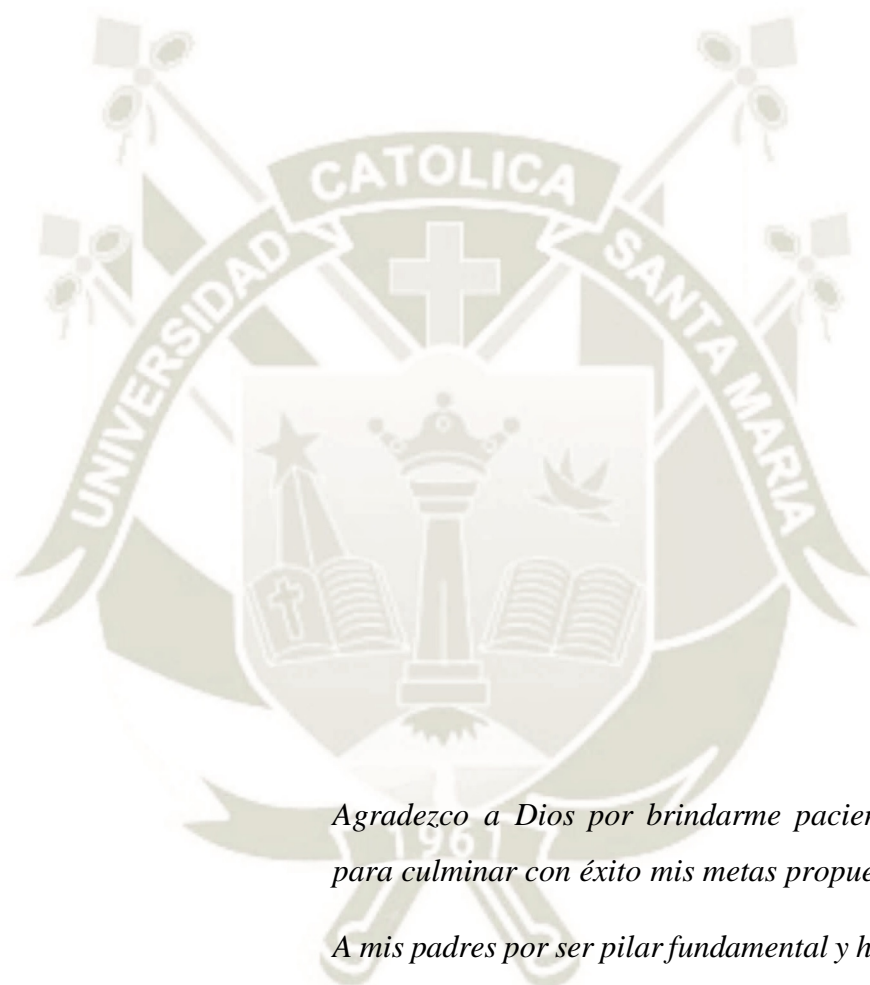 CATOLICA
UNIVERSIDAD
SANTA MARIA
Agradezco a Dios por brindarme
para culminar con éxito mis metas
1961
A mis padres por ser pilar fundamental y